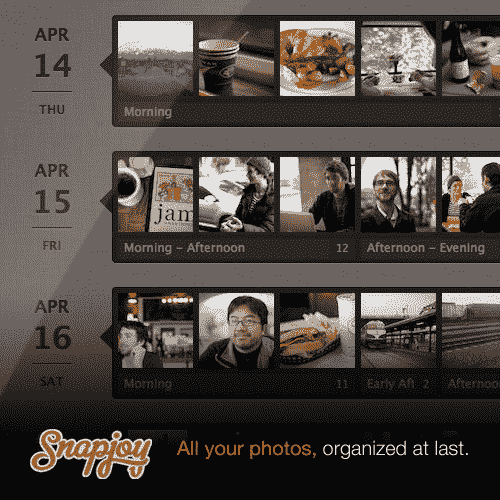 APR
14
THU
Morning
APR
15
FRI
jam
Morning – Afternoon 12
Afternoon – Evening
APR
16
SAT
Morning 11
Early Aft 2
Afternoo
Snapjoy
All your photos, organized at last.